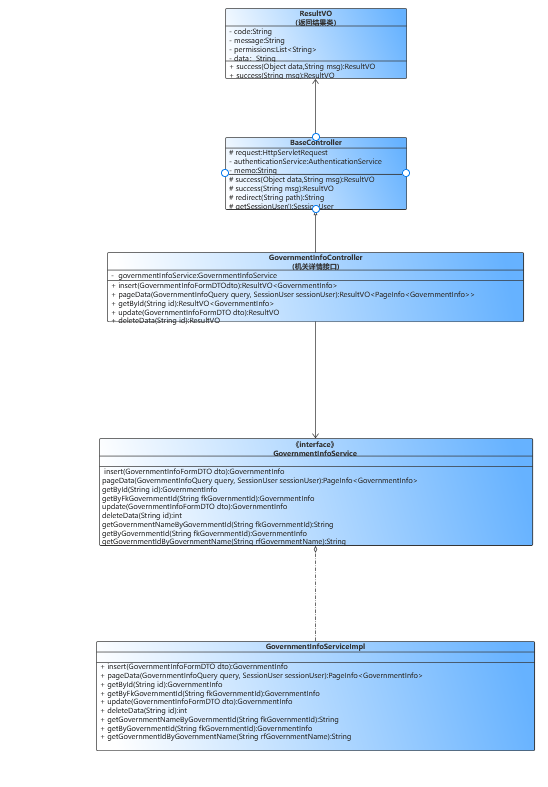 ResultVO
(返回结果类)
- code:String
- message:String
- permissions:List<String>
- data: String
+ success(Object data,String msg):ResultVO
+ success(String msg):ResultVO
BaseController
# request:HttpServletRequest
- authenticationService:AuthenticationService
- memo:String
# success(Object data,String msg):ResultVO
# success(String msg):ResultVO
# redirect(String path):String
# getSessionUser():SessionUser
GovernmentInfoController
(机关详情接口)
- governmentInfoService:GovernmentInfoService
+ insert(GovernmentInfoFormDTOdto):ResultVO<GovernmentInfo>
+ pageData(GovernmentInfoQuery query, SessionUser sessionUser):ResultVO<PageInfo<GovernmentInfo>>
+ getById(String id):ResultVO<GovernmentInfo>
+ update(GovernmentInfoFormDTO dto):ResultVO
+ deleteData(String id):ResultVO
《interface》
GovernmentInfoService
insert(GovernmentInfoFormDTO dto):GovernmentInfo
pageData(GovernmentInfoQuery query, SessionUser sessionUser):PageInfo<GovernmentInfo>
getById(String id):GovernmentInfo
getByFkGovernmentId(String fkGovernmentId):GovernmentInfo
update(GovernmentInfoFormDTO dto):GovernmentInfo
deleteData(String id):int
getGovernmentNameByGovernmentId(String fkGovernmentId):String
getByGovernmentId(String fkGovernmentId):GovernmentInfo
getGovernmentIdByGovernmentName(String rfGovernmentName):String
GovernmentInfoServiceImpl
+ insert(GovernmentInfoFormDTO dto):GovernmentInfo
+ pageData(GovernmentInfoQuery query, SessionUser sessionUser):PageInfo<GovernmentInfo>
+ getById(String id):GovernmentInfo
+ getByFkGovernmentId(String fkGovernmentId):GovernmentInfo
+ update(GovernmentInfoFormDTO dto):GovernmentInfo
+ deleteData(String id):int
+ getGovernmentNameByGovernmentId(String fkGovernmentId):String
+ getByGovernmentId(String fkGovernmentId):GovernmentInfo
+ getGovernmentIdByGovernmentName(String rfGovernmentName):String